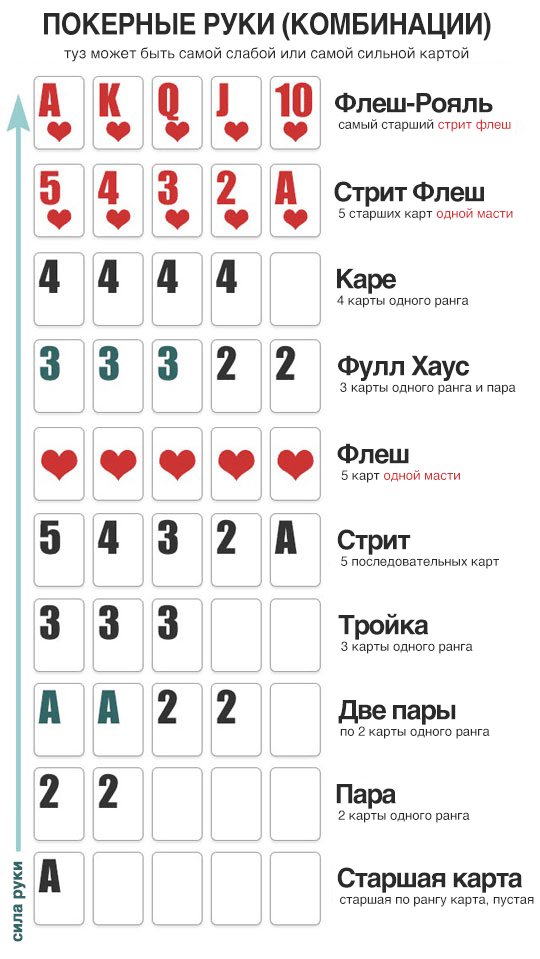 ПОКЕРНЫЕ РУКИ (КОМБИНАЦИИ)
туз может быть самой слабой или самой сильной картой
A K Q J 10
Флеш-Рояль
самый старший стрит флеш
5 4 3 2 A
Стрит Флеш
5 старших карт одной масти
4 4 4 4
Каре
4 карты одного ранга
3 3 3 2 2
Фулл Хаус
3 карты одного ранга и пара
Флеш
5 карт одной масти
5 4 3 2 A
Стрит
5 последовательных карт
3 3 3
Тройка
3 карты одного ранга
A A 2 2
Две пары
по 2 карты одного ранга
2 2
Пара
2 карты одного ранга
A
Старшая карта
старшая по рангу карта, пустая
сила руки